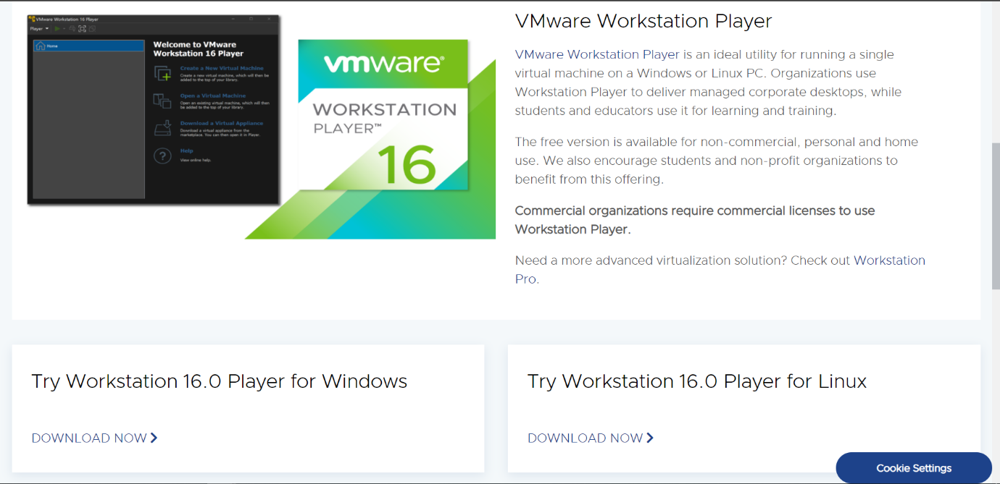 VMware Workstation 16 Player
Player
Home
Welcome to VMware
Workstation 16 Player
Create a New Virtual Machine
Create a new virtual machine, which will then be
added to the top of your library.
Open a Virtual Machine
Open an existing virtual machine, which will then
be added to the top of your library.
Download a Virtual Appliance
Download a virtual appliance from the
marketplace. You can then open it in Player.
Help
View online help.
vmware®
WORKSTATION
PLAYER™
16
VMware Workstation Player
VMware Workstation Player is an ideal utility for running a single
virtual machine on a Windows or Linux PC. Organizations use
Workstation Player to deliver managed corporate desktops, while
students and educators use it for learning and training.
The free version is available for non-commercial, personal and home
use. We also encourage students and non-profit organizations to
benefit from this offering.
Commercial organizations require commercial licenses to use
Workstation Player.
Need a more advanced virtualization solution? Check out Workstation
Pro.
Try Workstation 16.0 Player for Windows
DOWNLOAD NOW
Try Workstation 16.0 Player for Linux
DOWNLOAD NOW
Cookie Settings